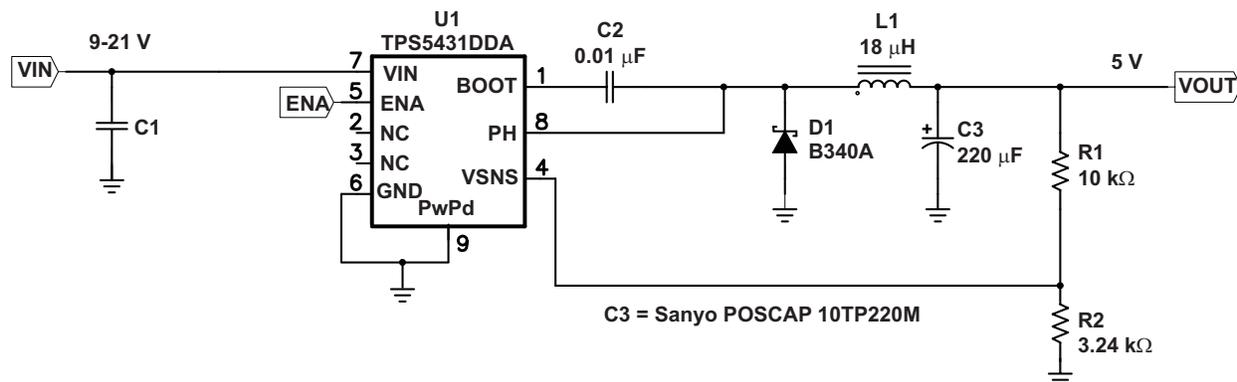 U1
TPS5431DDA
9-21 V
VIN
C1
ENA
7
5
2
3
6
VIN
ENA
NC
NC
GND
PwPd
9
BOOT
PH
VSNS
1
8
4
C2
0.01 μF
L1
18 μH
5 V
VOUT
D1
B340A
+
C3
220 μF
R1
10 kΩ
C3 = Sanyo POSCAP 10TP220M
R2
3.24 kΩ